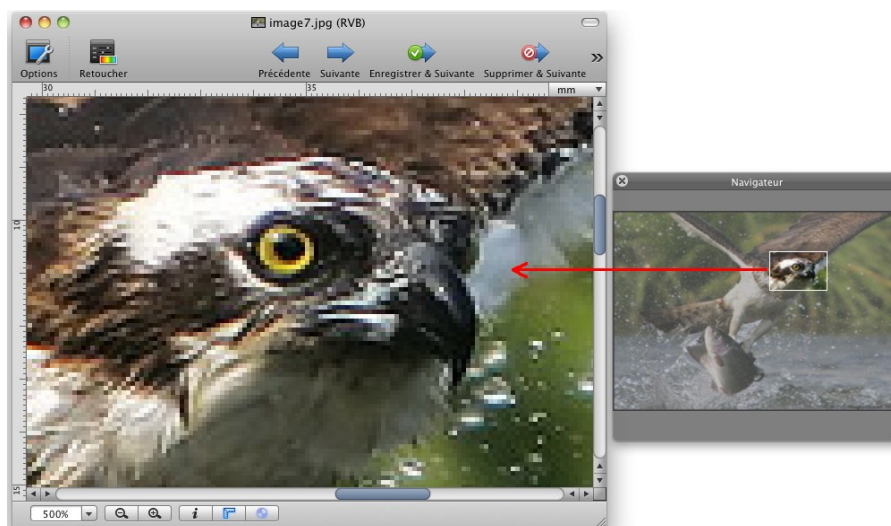 image7.jpg (RVB)
Options Retoucher Précédente Suivante Enregistrer & Suivante Supprimer & Suivante »
30 35 mm
Navigateur
10
15
500% i